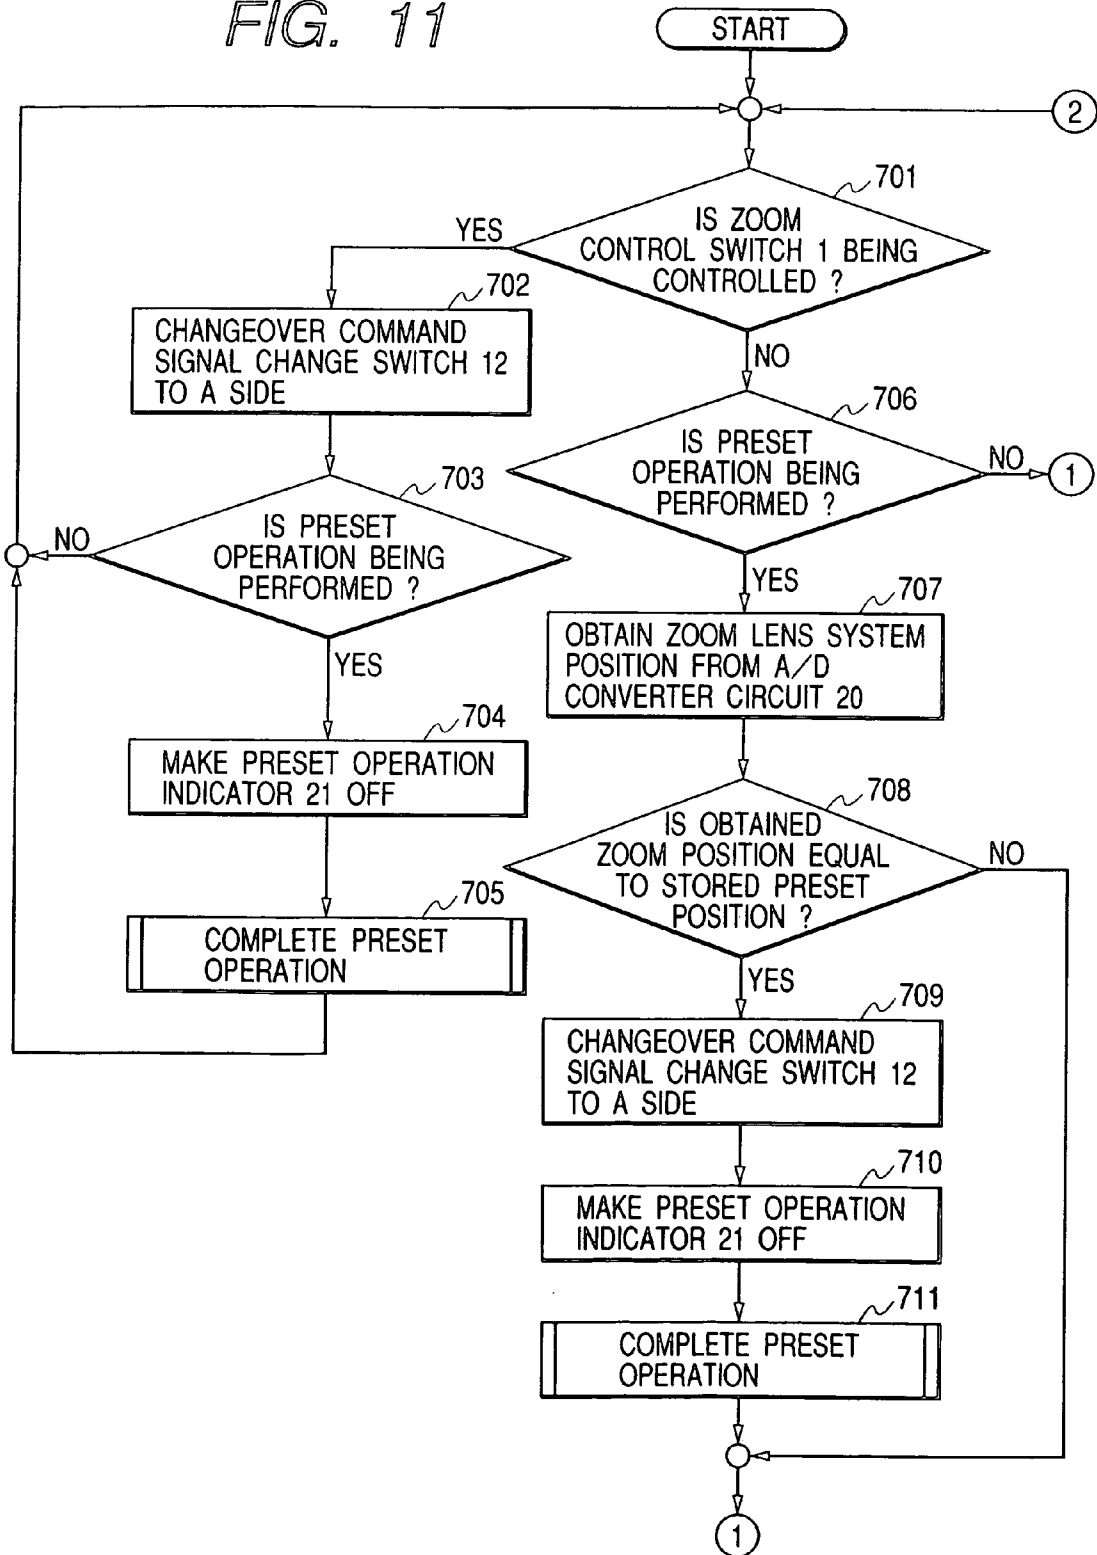 FIG. 11
START
2
701
IS ZOOM
CONTROL SWITCH 1 BEING
CONTROLLED ?
YES
NO
702
CHANGEOVER COMMAND
SIGNAL CHANGE SWITCH 12
TO A SIDE
703
IS PRESET
OPERATION BEING
PERFORMED ?
NO
YES
704
MAKE PRESET OPERATION
INDICATOR 21 OFF
705
COMPLETE PRESET
OPERATION
706
IS PRESET
OPERATION BEING
PERFORMED ?
NO
1
YES
707
OBTAIN ZOOM LENS SYSTEM
POSITION FROM A/D
CONVERTER CIRCUIT 20
708
IS OBTAINED
ZOOM POSITION EQUAL
TO STORED PRESET
POSITION ?
NO
YES
709
CHANGEOVER COMMAND
SIGNAL CHANGE SWITCH 12
TO A SIDE
710
MAKE PRESET OPERATION
INDICATOR 21 OFF
711
COMPLETE PRESET
OPERATION
1